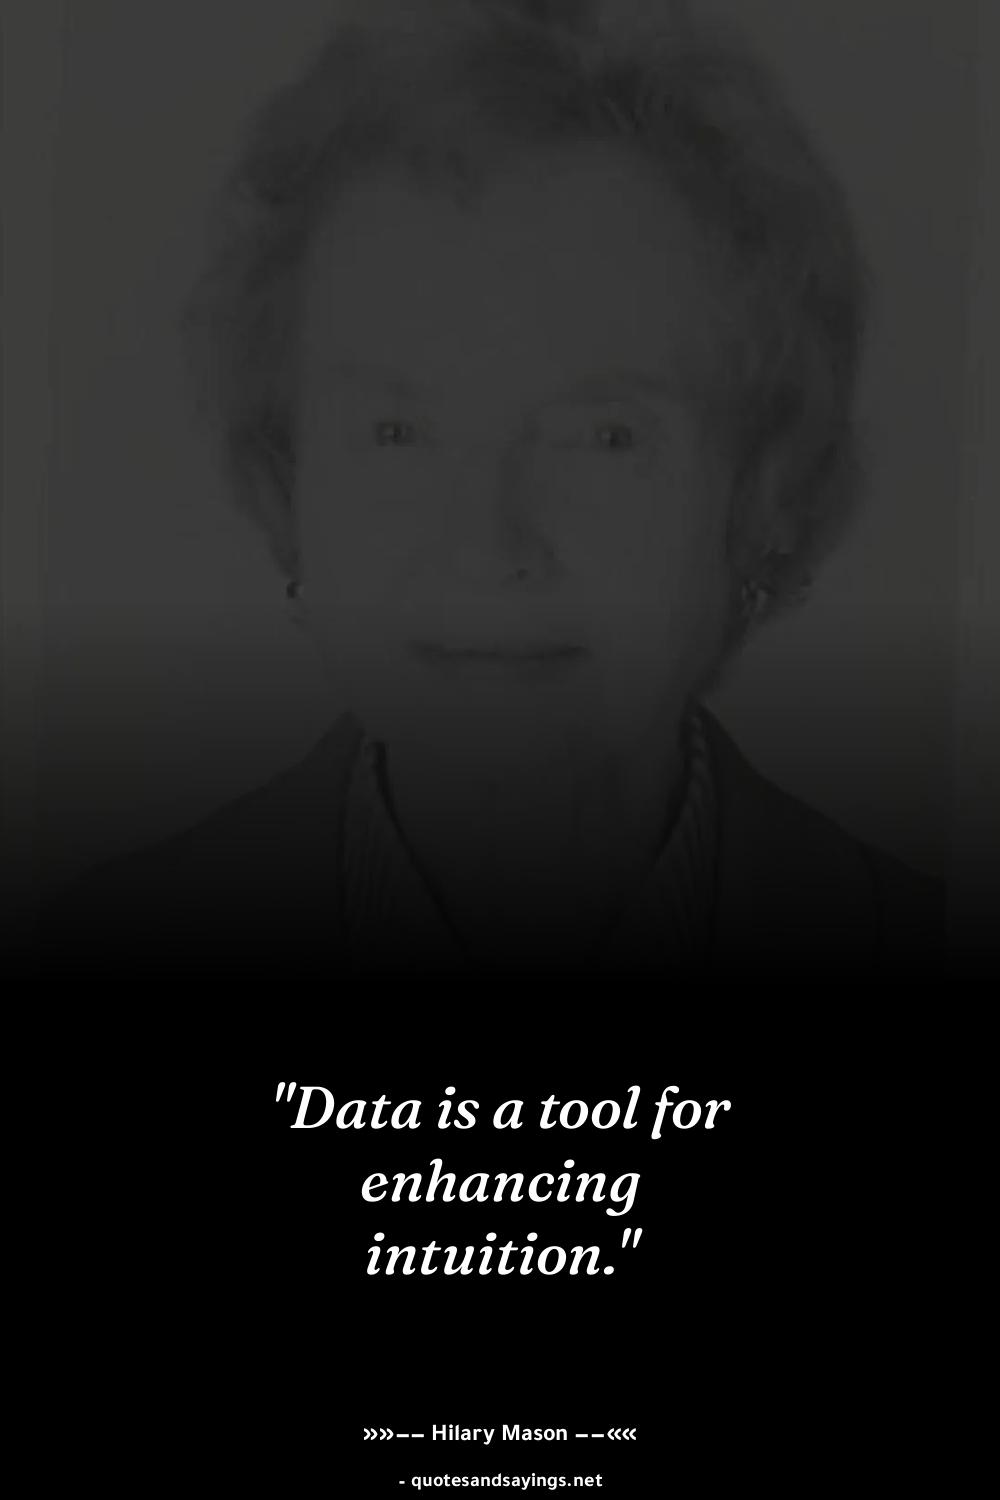 "Data is a tool for
enhancing
intuition."
»»−− Hilary Mason −−««
- quotesandsayings.net